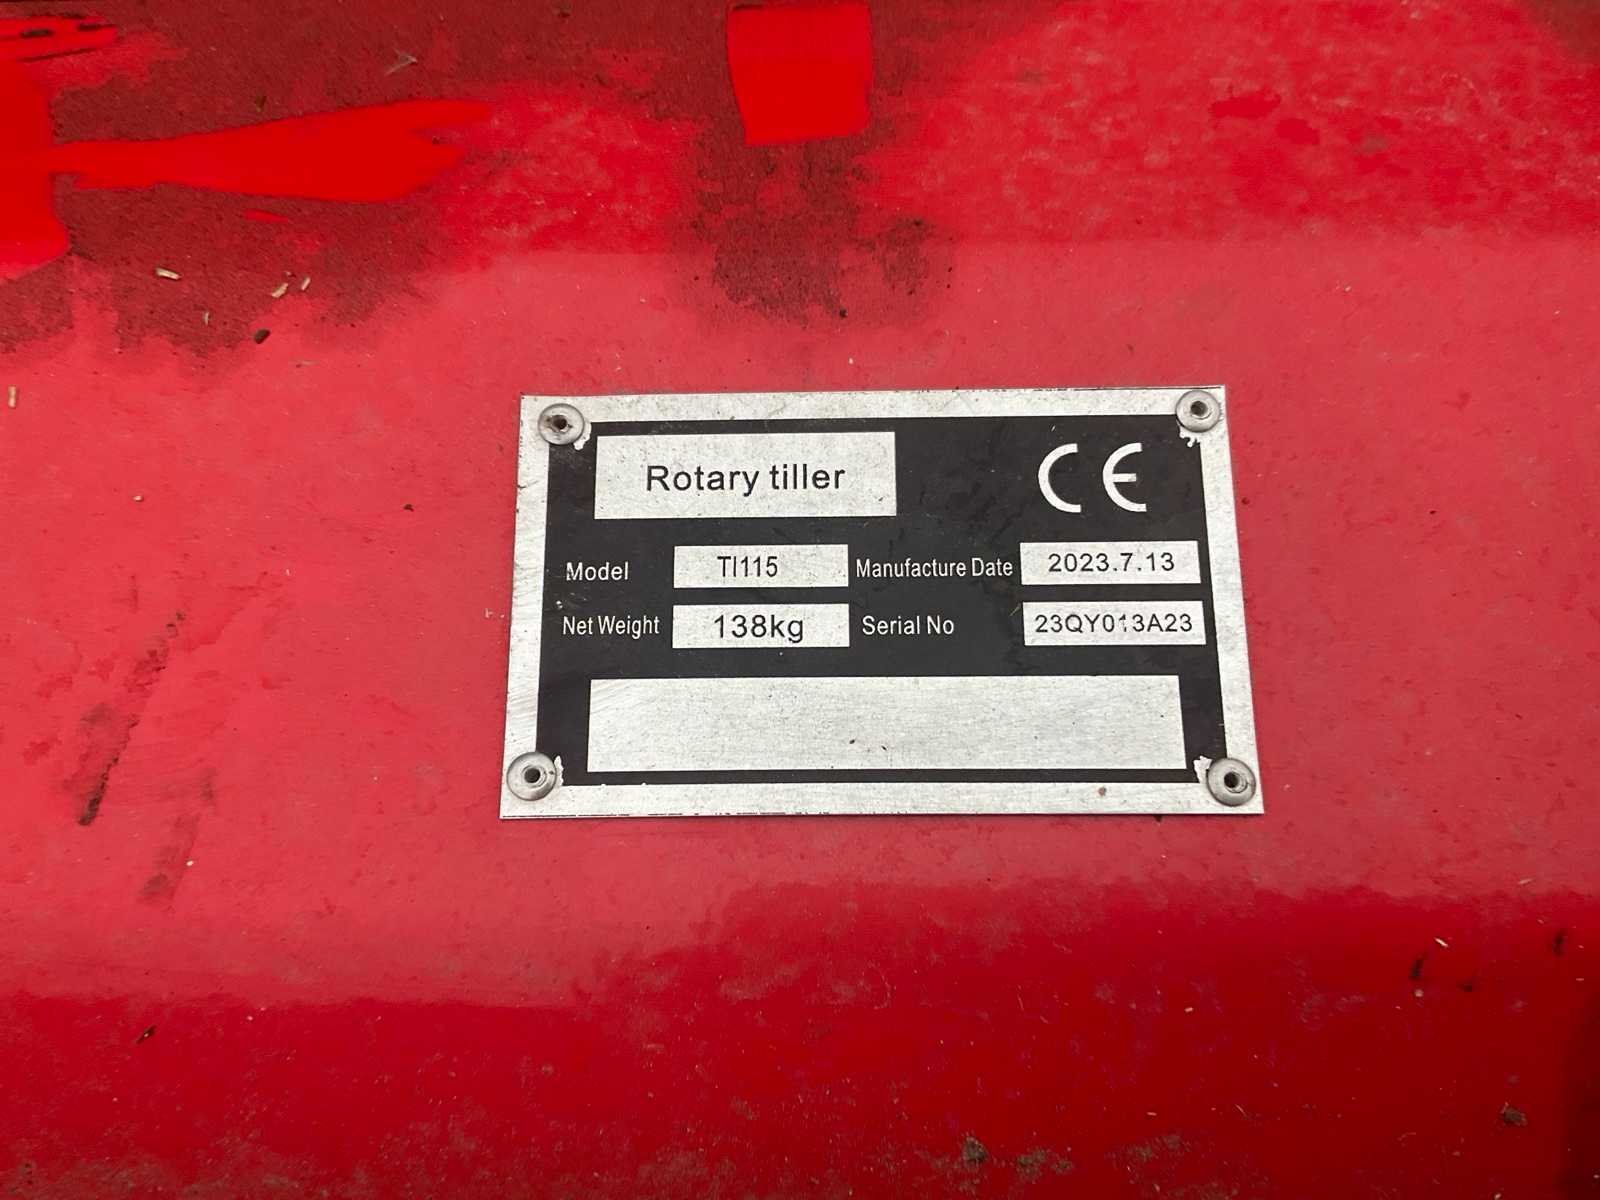 Rotary tiller CE
Model TI115 Manufacture Date 2023.7.13
Net Weight 138kg Serial No 23QY013A23